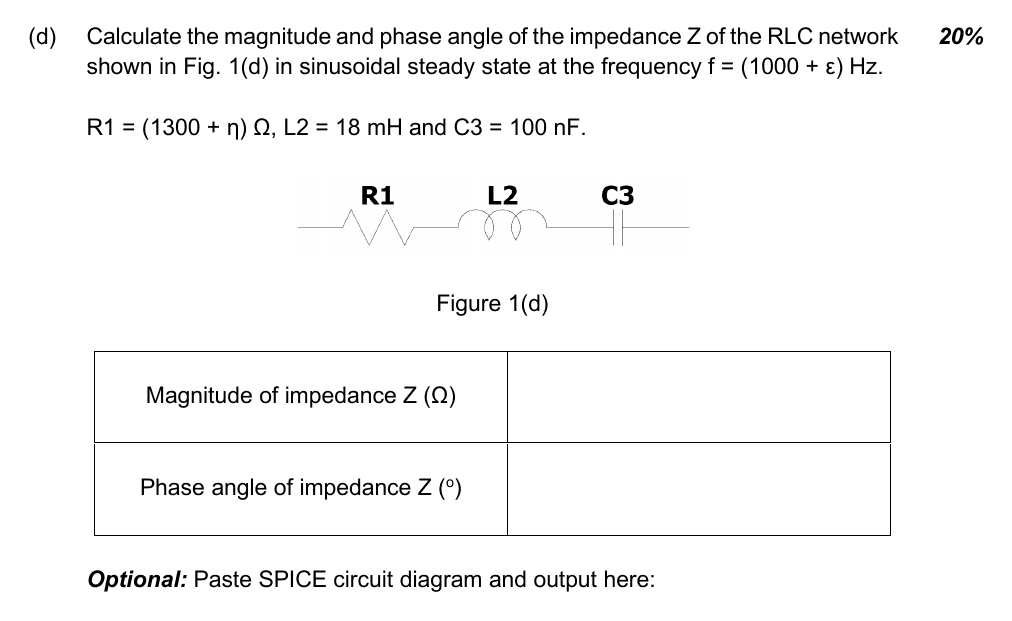 (d) Calculate the magnitude and phase angle of the impedance Z of the RLC network 20%
shown in Fig. 1(d) in sinusoidal steady state at the frequency f = (1000 + ε) Hz.
R1 = (1300 + η) Ω, L2 = 18 mH and C3 = 100 nF.
R1 L2 C3
Figure 1(d)
Magnitude of impedance Z (Ω)
Phase angle of impedance Z (º)
Optional: Paste SPICE circuit diagram and output here: